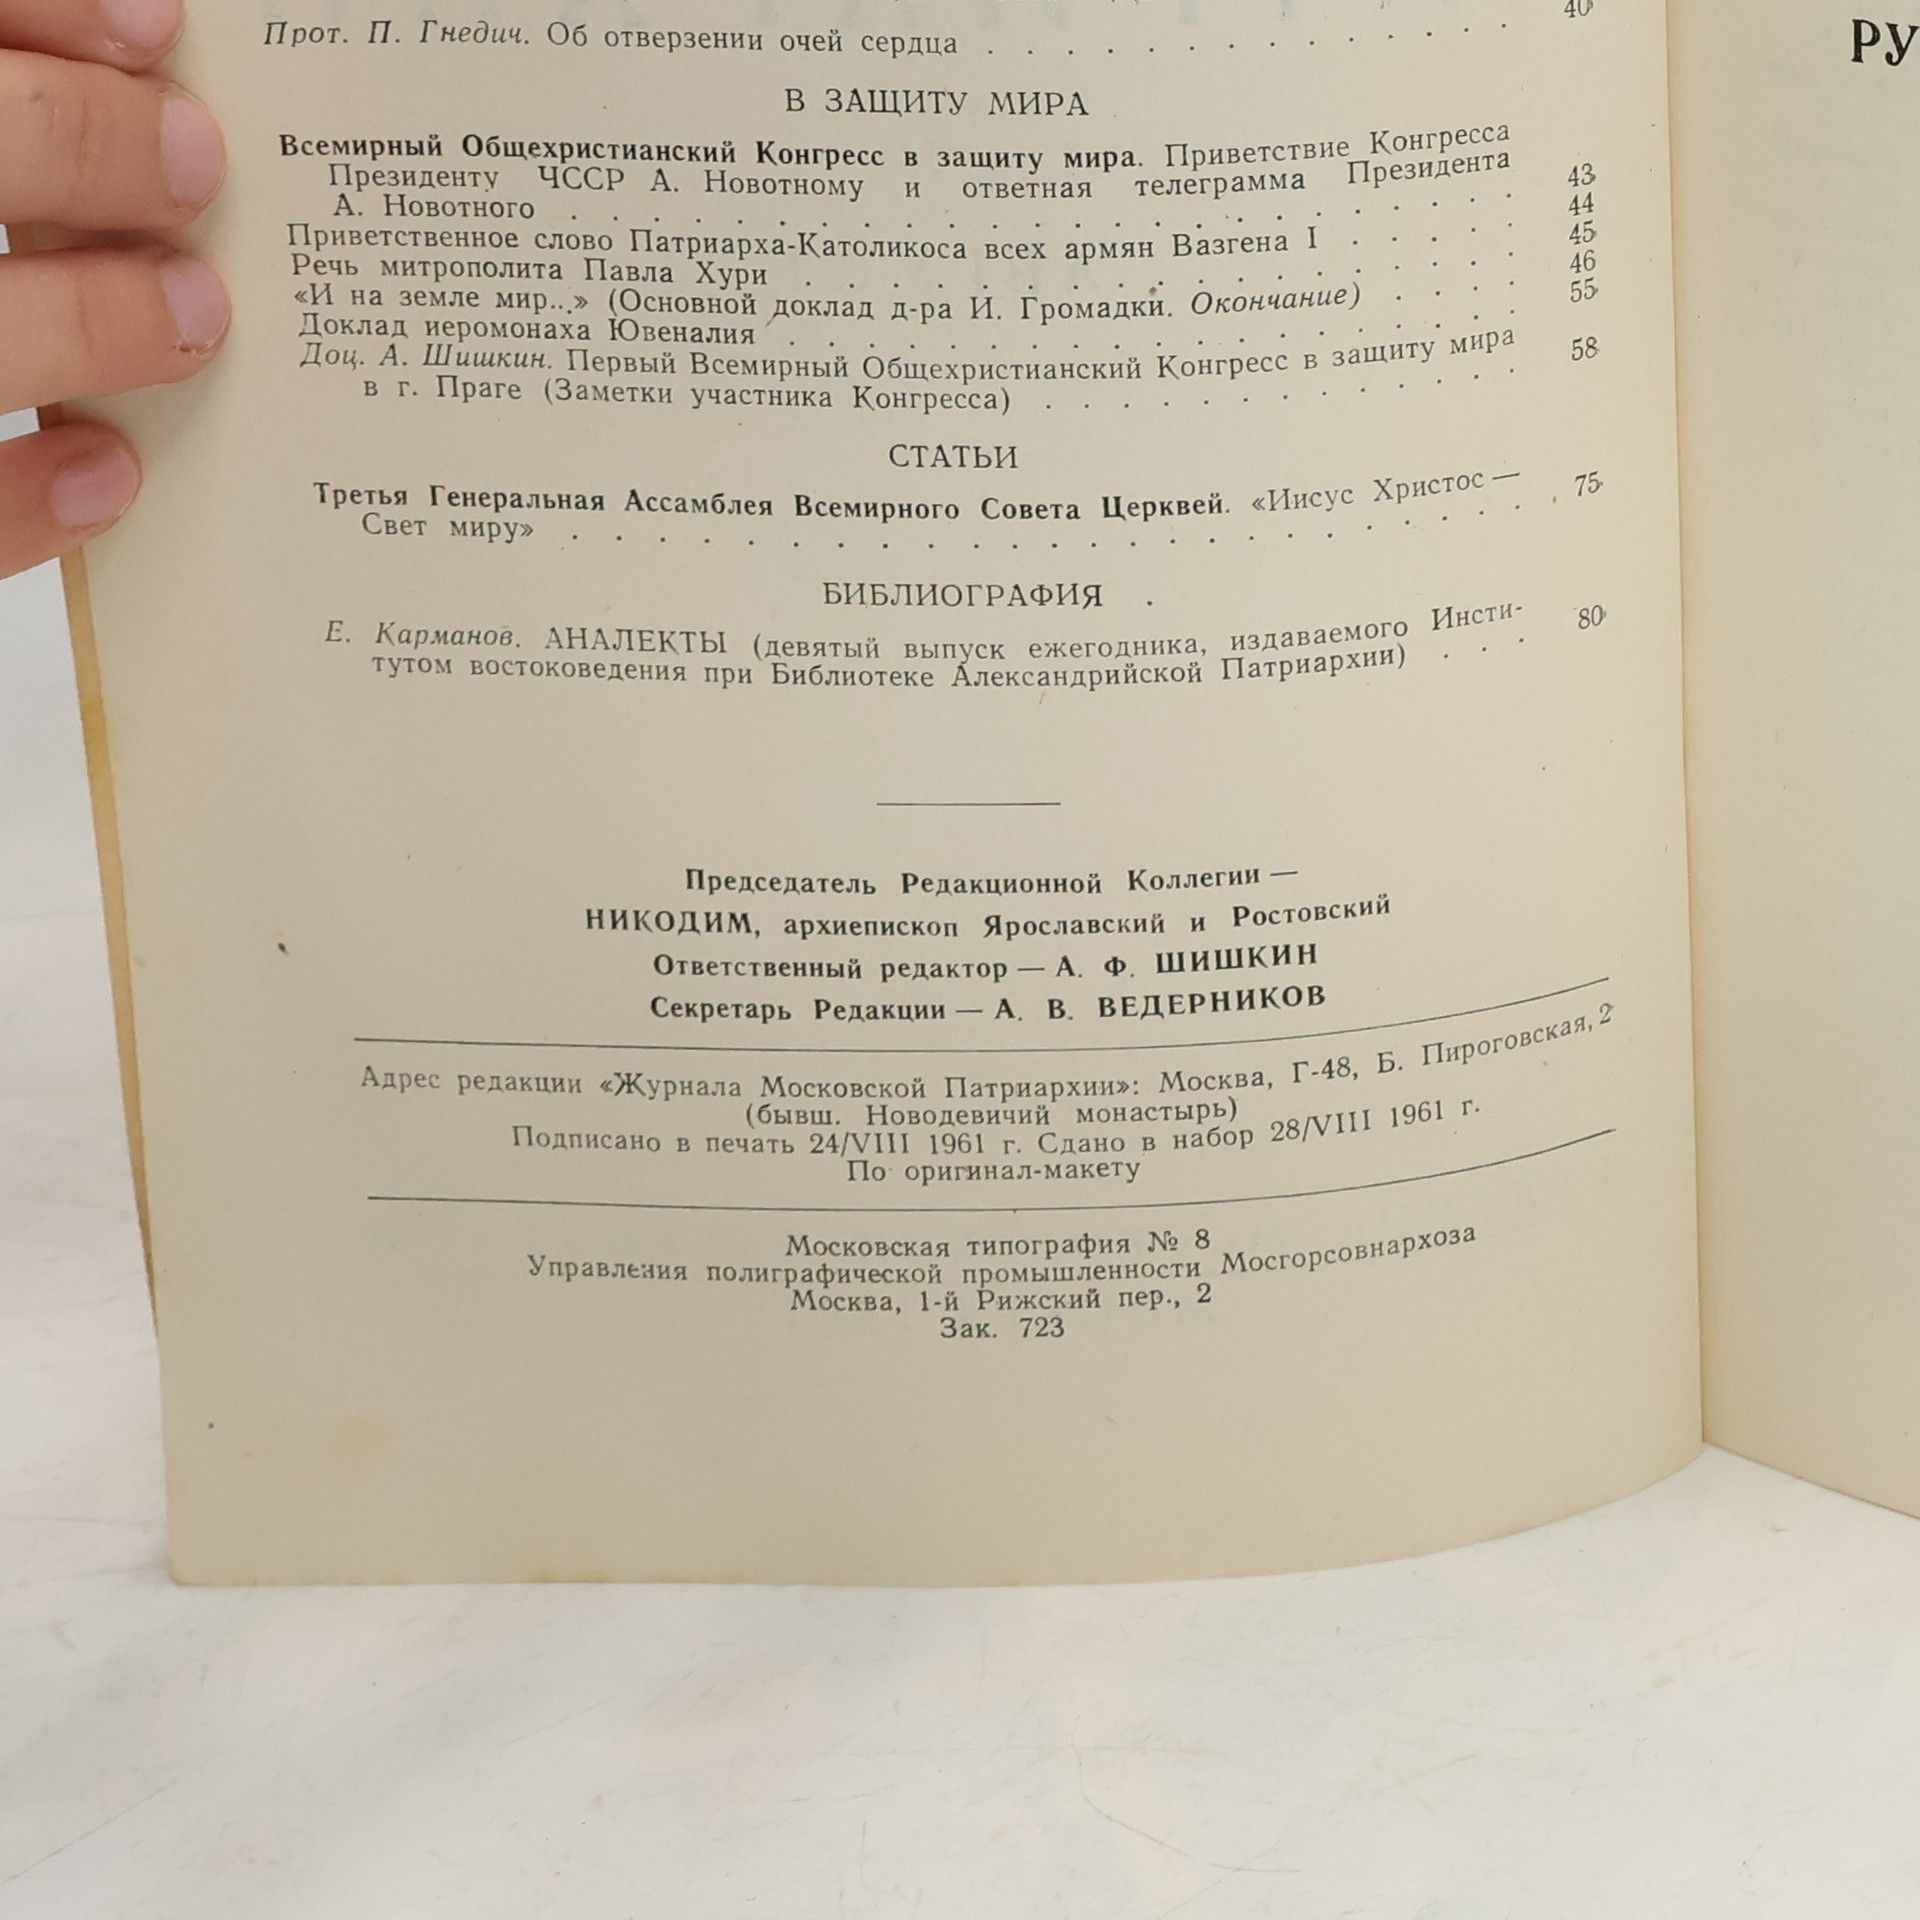 40
Прот. П. Гнедич. Об отверзении очей сердца . . . . . . . . . . . . . .
В ЗАЩИТУ МИРА
Всемирный Общехристианский Конгресс в защиту мира. Приветствие Конгресса
Президенту ЧССР А. Новотному и ответная телеграмма Президента
А. Новотного . . . . . . . . . . . . . . . . . . . . 43
Приветственное слово Патриарха-Католикоса всех армян Вазгена I . . . . . 44
Речь митрополита Павла Хури . . . . . . . . . . . . . . . . 45
«И на земле мир...» (Основной доклад д-ра И. Громадки. Окончание) . . . . 46
Доклад иеромонаха Ювеналия . . . . . . . . . . . . . . . . 55
Доц. А. Шишкин. Первый Всемирный Общехристианский Конгресс в защиту мира
в г. Праге (Заметки участника Конгресса) . . . . . . . . . . . . 58
СТАТЬИ
Третья Генеральная Ассамблея Всемирного Совета Церквей. «Иисус Христос —
Свет миру» . . . . . . . . . . . . . . . . . . . . . . 75
БИБЛИОГРАФИЯ
Е. Карманов. АНАЛЕКТЫ (девятый выпуск ежегодника, издаваемого Инсти-
тутом востоковедения при Библиотеке Александрийской Патриархии) . . . 80
Председатель Редакционной Коллегии —
НИКОДИМ, архиепископ Ярославский и Ростовский
Ответственный редактор — А. Ф. ШИШКИН
Секретарь Редакции — А. В. ВЕДЕРНИКОВ
Адрес редакции «Журнала Московской Патриархии»: Москва, Г-48, Б. Пироговская, 2
(бывш. Новодевичий монастырь)
Подписано в печать 24/VIII 1961 г. Сдано в набор 28/VIII 1961 г.
По оригинал-макету
Московская типография № 8
Управления полиграфической промышленности Мосгорсовнархоза
Москва, 1-й Рижский пер., 2
Зак. 723
РУ